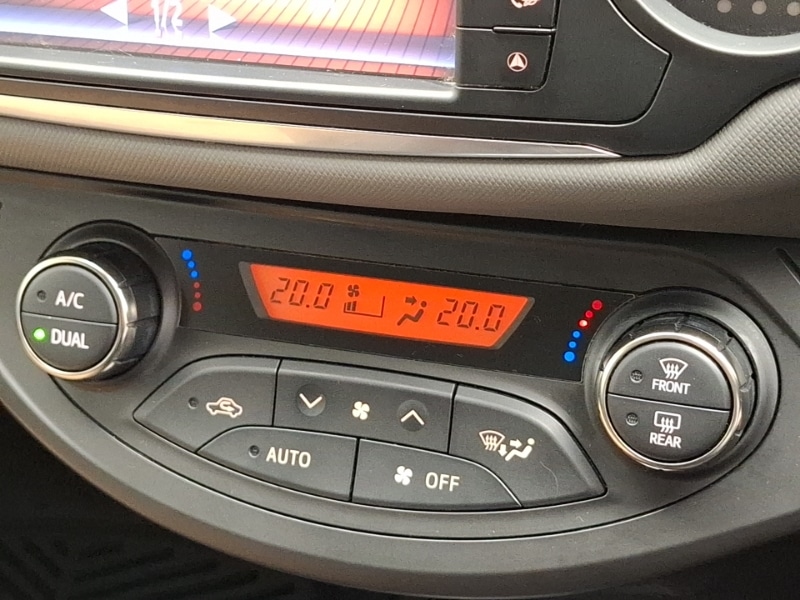 20.0 20.0
A/C
DUAL
FRONT
REAR
AUTO
OFF